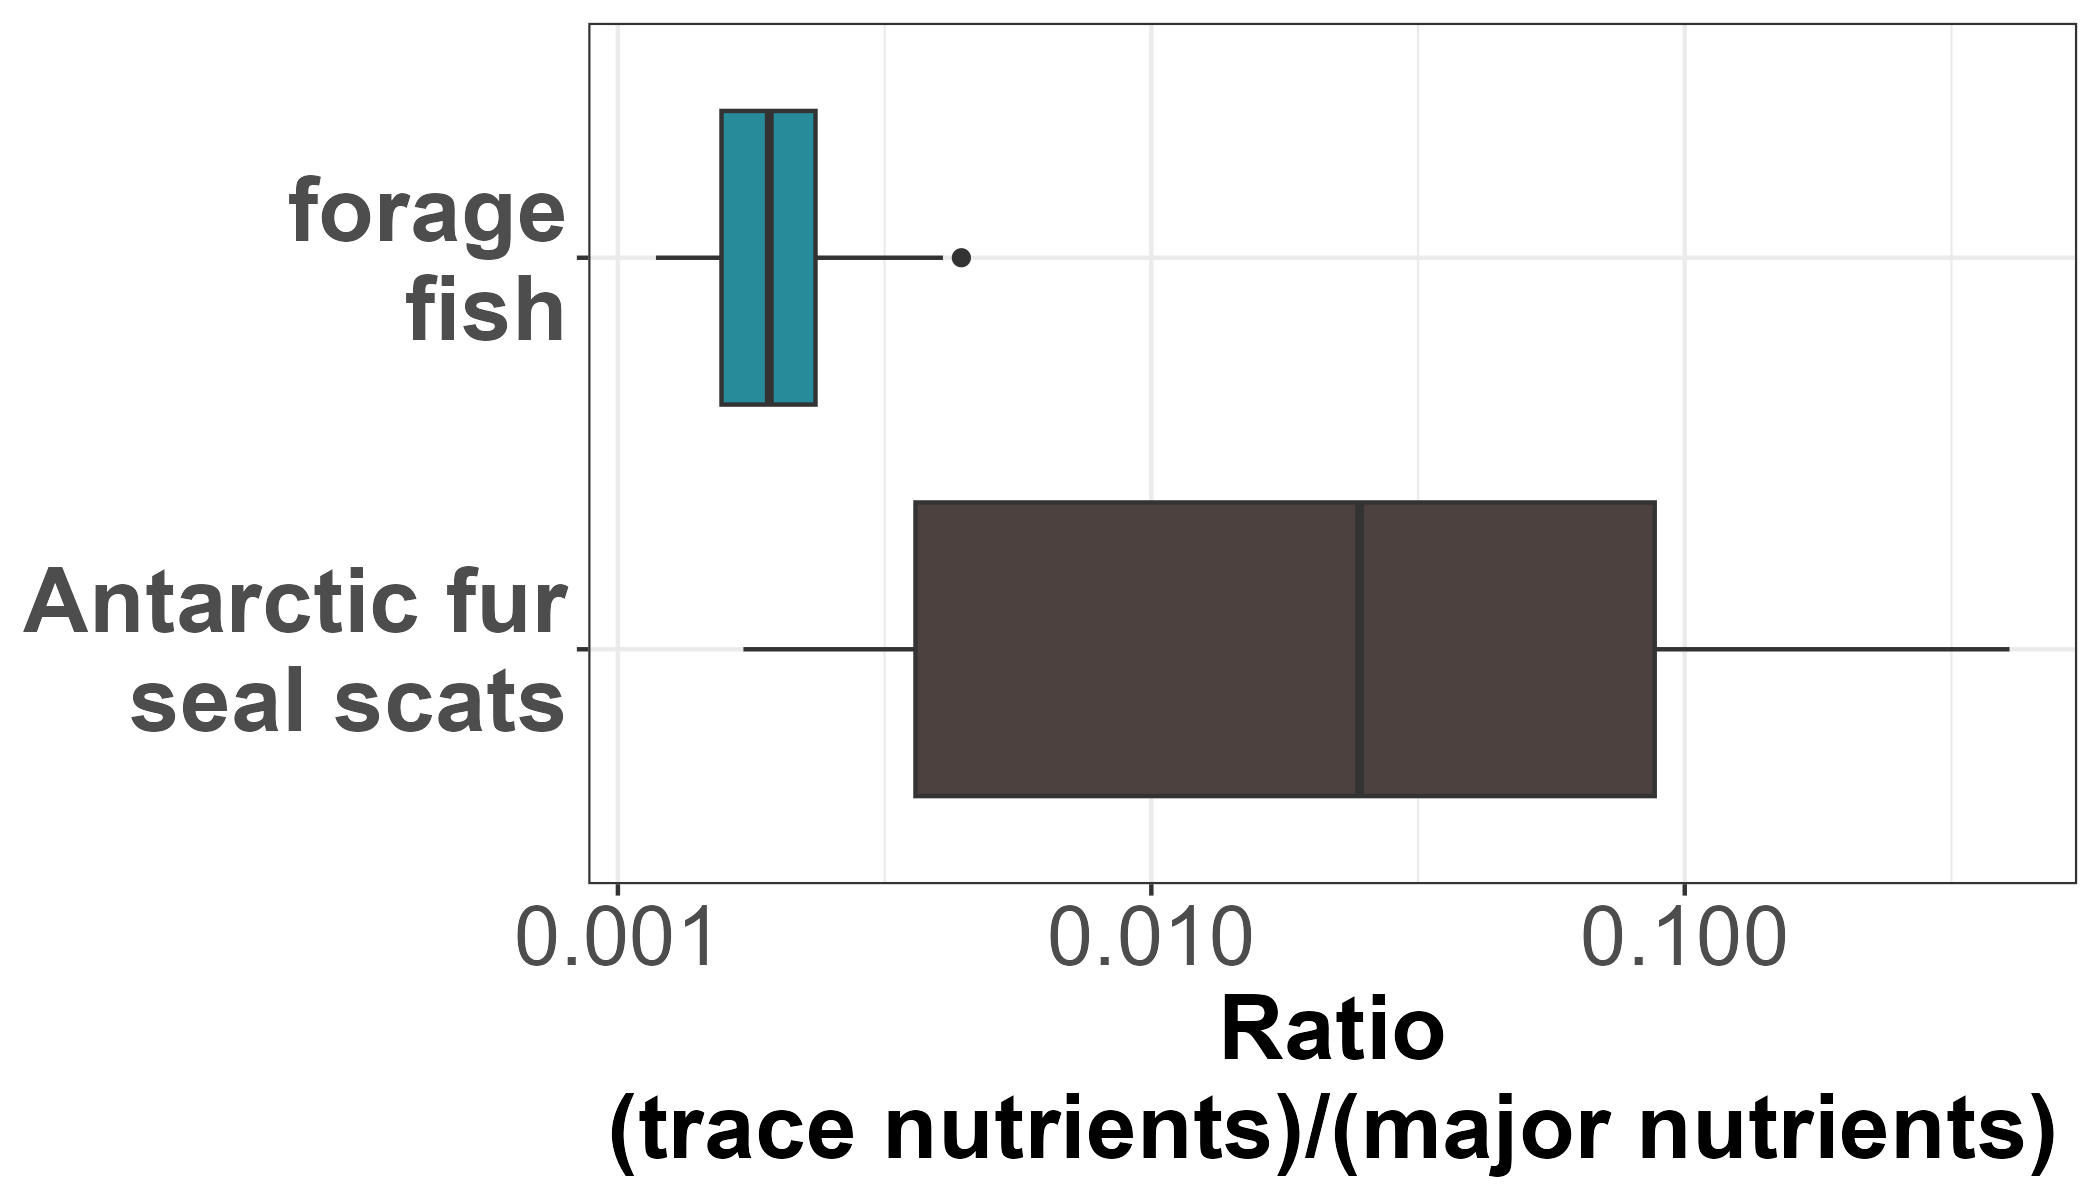 forage
fish
Antarctic fur
seal scats
0.001
0.010
0.100
Ratio
(trace nutrients)/(major nutrients)